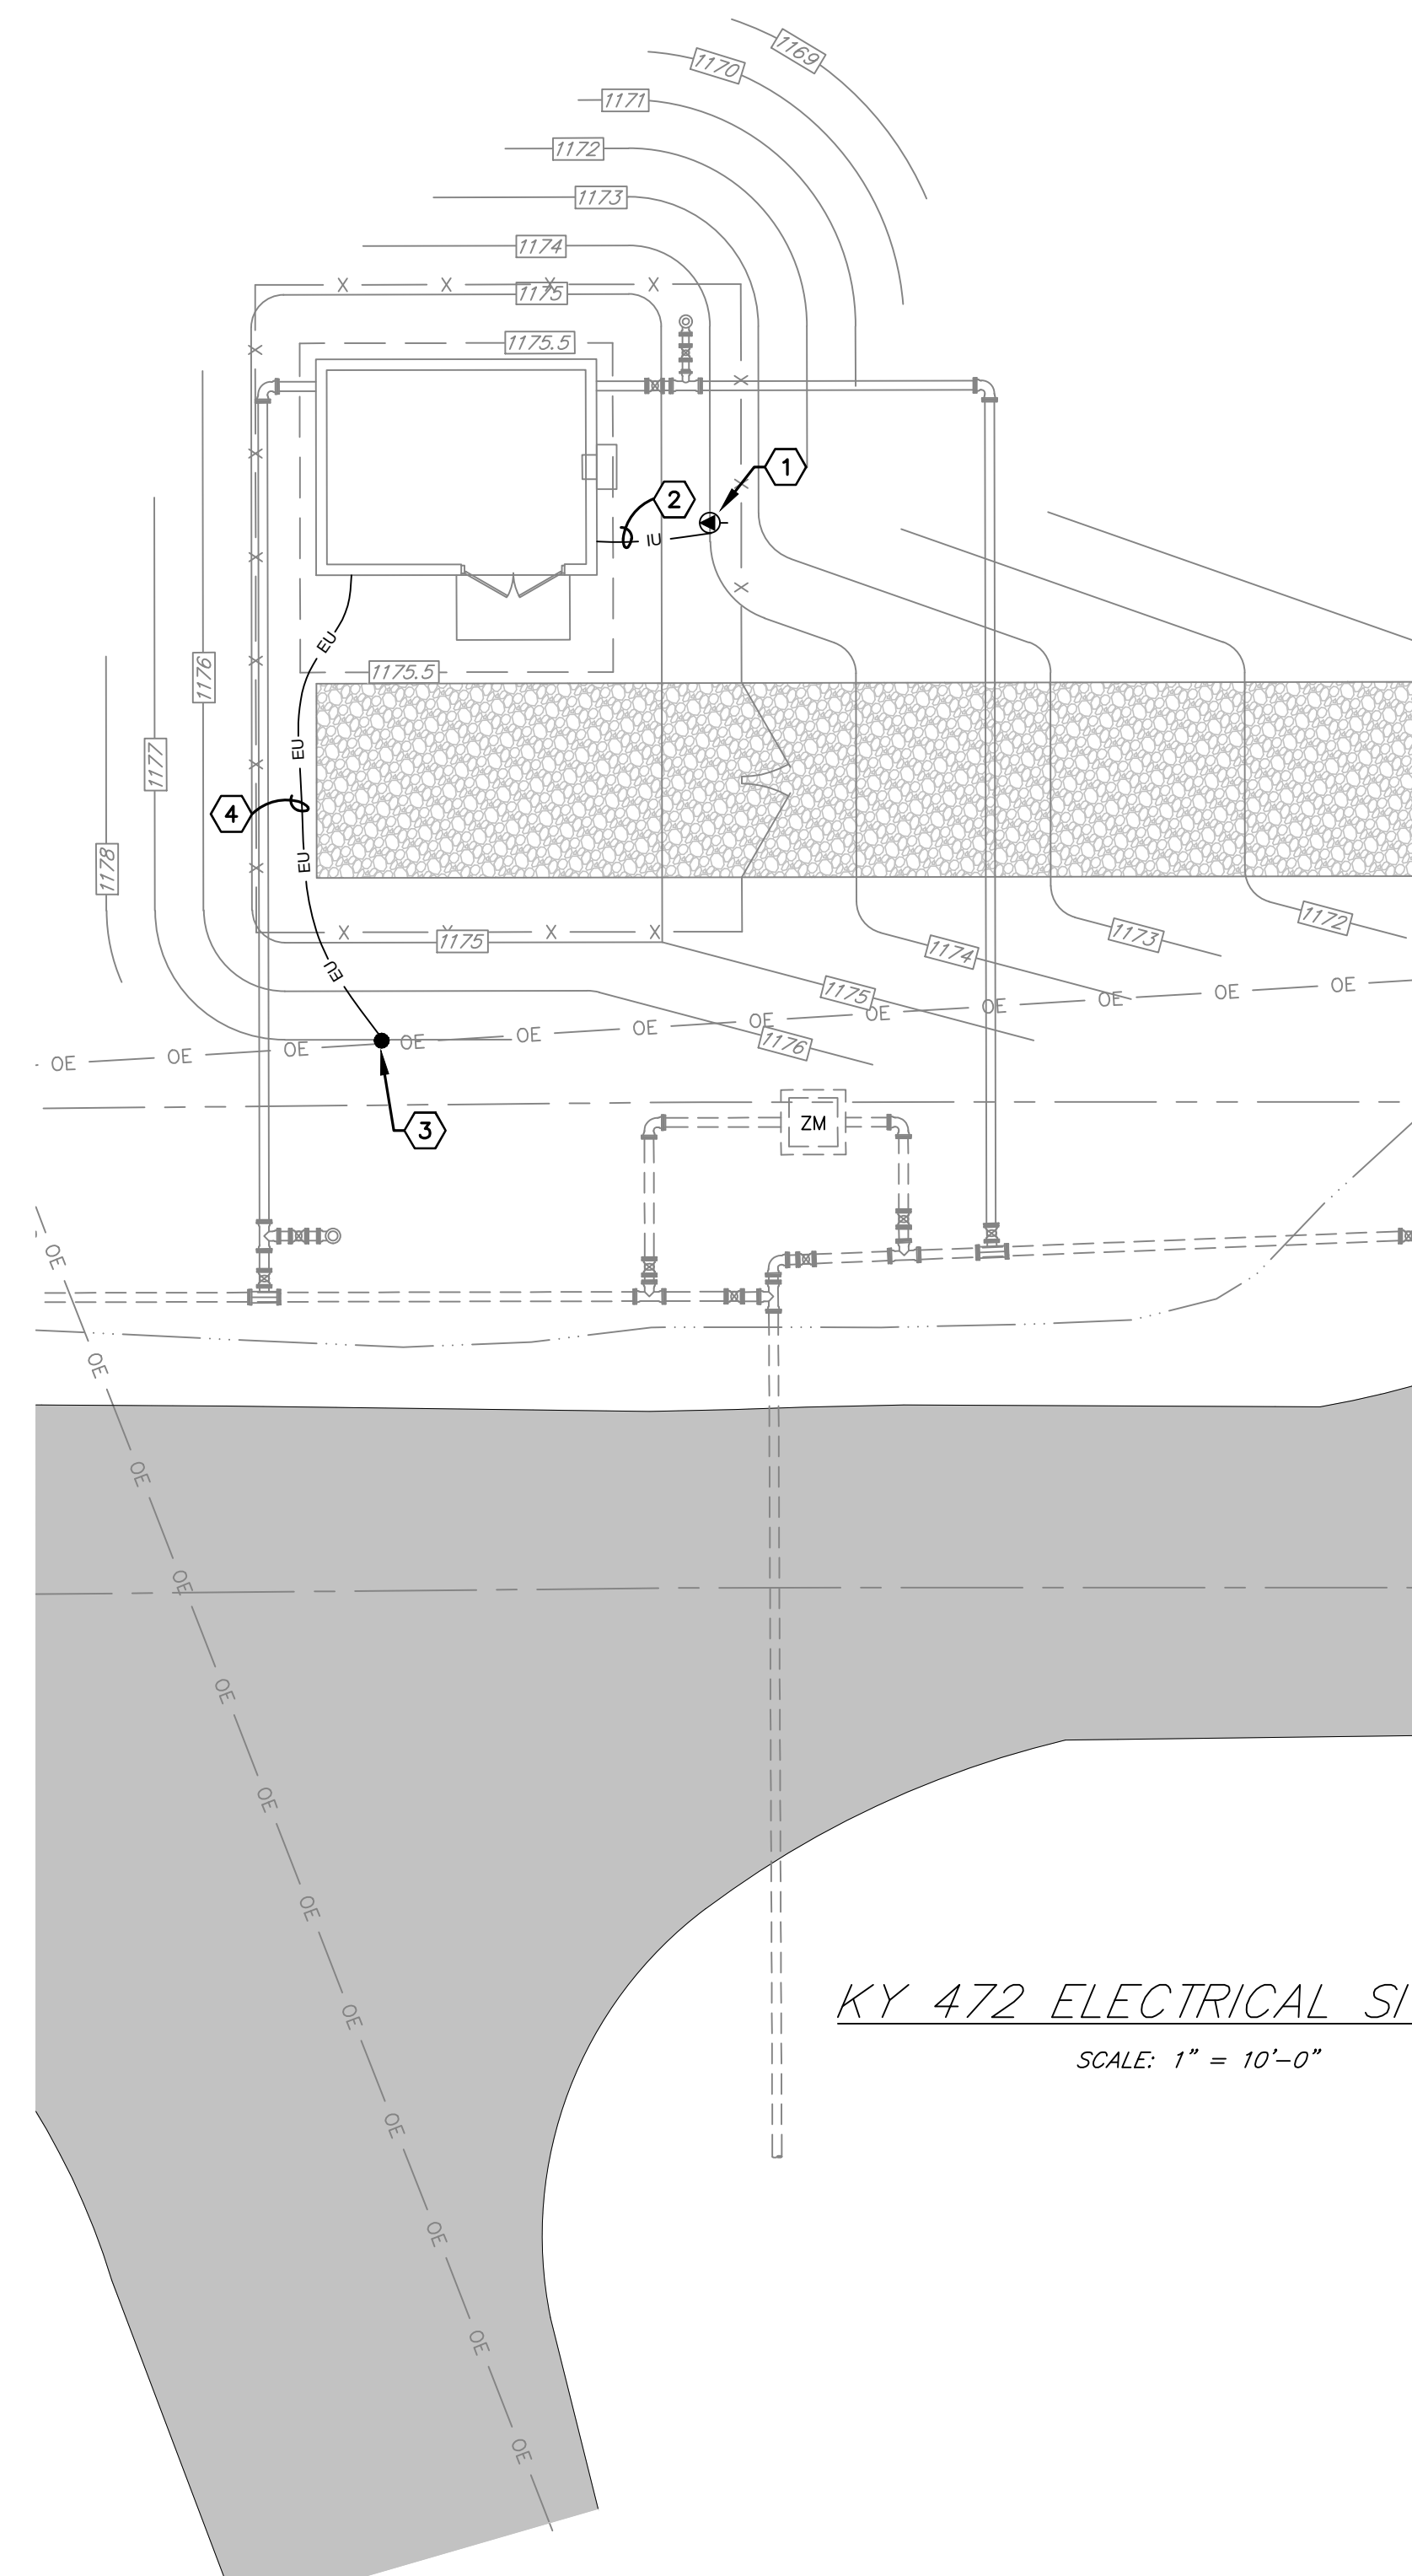 1169
1170
1171
1172
1173
1174
X X X X
1175
1175.5
X
X
X
1
2
X
IU
X
EU
1175.5
X
1176
EU
X
1177
4
EU
X
1178
1172
X X X X
1175
1173
1174
EU
OE
1175
OE
OE
OE
OE
OE
OE
OE
1176
OE
OE
OE
OE
ZM
3
OE
OE
OE
OE
OE
OE
OE
OE
KY 472 ELECTRICAL SI
SCALE: 1" = 10'-0"
OE
OE
OE
OE